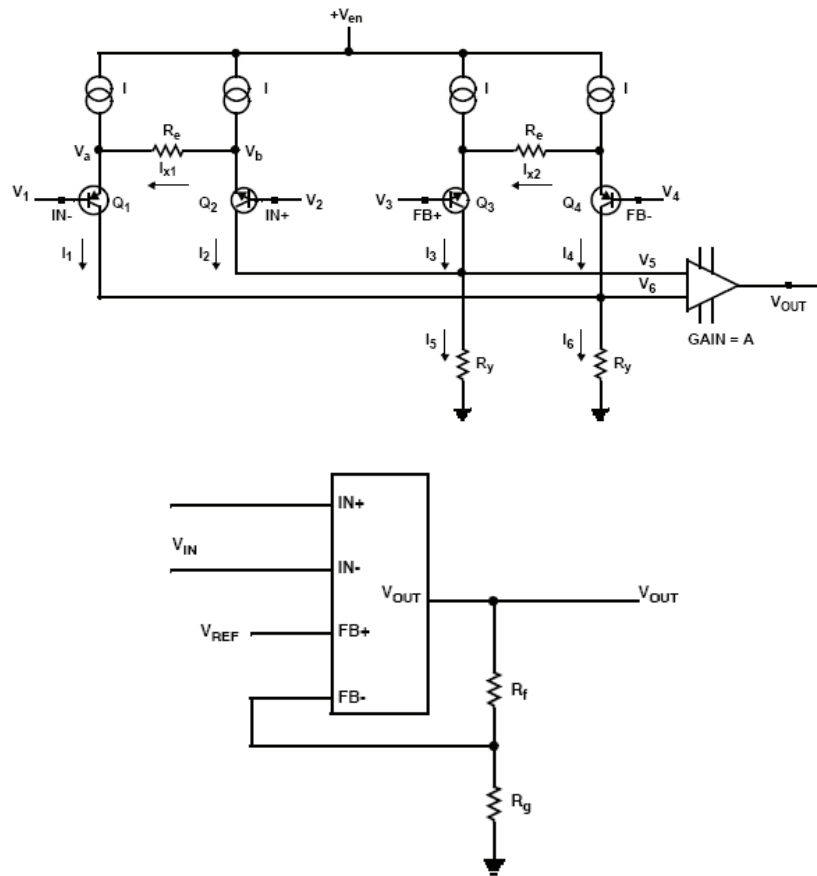 +Ven
I I I I
Re Re
Va Vb
Ix1 Ix2
V1 V2 V3 V4
IN- Q1 Q2 IN+ FB+ Q3 Q4 FB-
I1 I2 I3 I4
V5
V6
VOUT
GAIN = A
I5 Ry I6 Ry
IN+
VIN
IN-
VOUT VOUT
VREF FB+
FB-
Rf
Rg